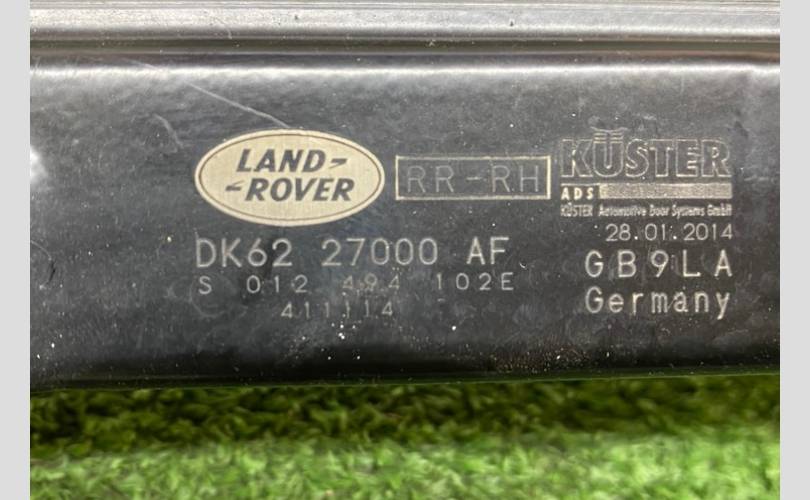 LAND-
-ROVER
RR-RH
KÜSTER
ADS
KÜSTER Automotive Door Systems GmbH
28.01.2014
DK62 27000 AF
GB9LA
S 012 494 102E
Germany
411114